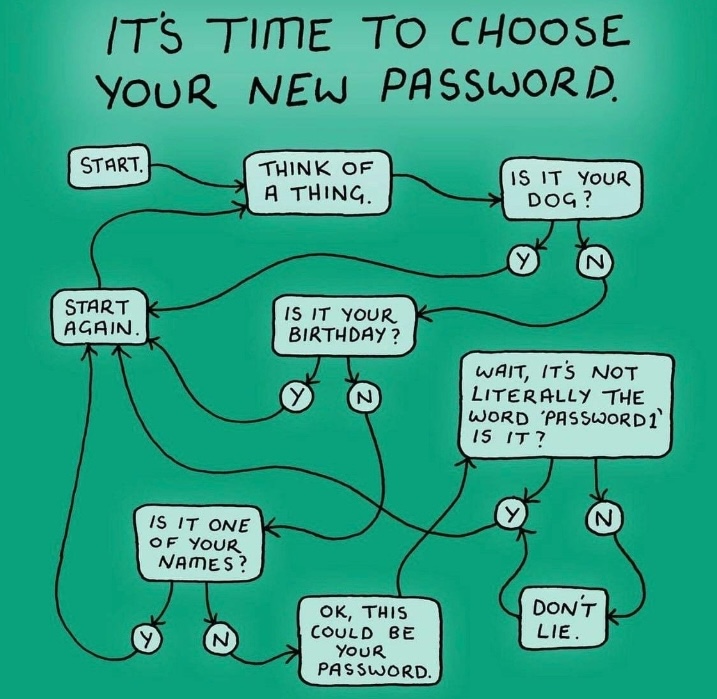 IT'S TIME TO CHOOSE
YOUR NEW PASSWORD.
START.
THINK OF
A THING.
IS IT YOUR
DOG?
Y
N
START
AGAIN.
IS IT YOUR
BIRTHDAY?
Y
N
WAIT, IT'S NOT
LITERALLY THE
WORD 'PASSWORD1'
IS IT?
Y
N
IS IT ONE
OF YOUR
NAMES?
Y
N
OK, THIS
COULD BE
YOUR
PASSWORD.
DON'T
LIE.